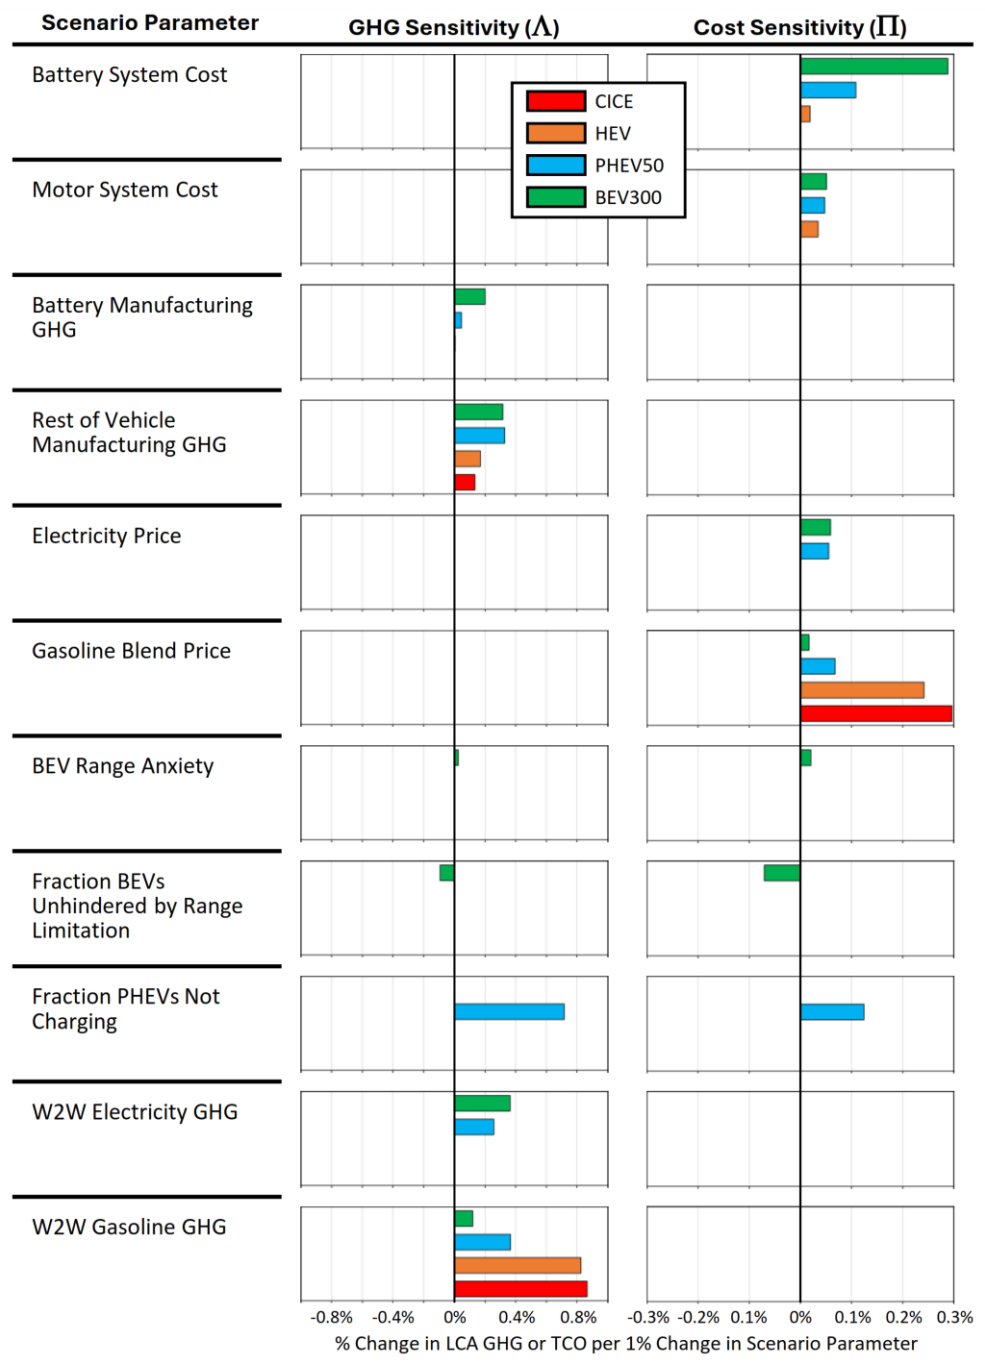 Scenario Parameter
GHG Sensitivity (Λ)
Cost Sensitivity (Π)
Battery System Cost
CICE
HEV
PHEV50
BEV300
Motor System Cost
Battery Manufacturing
GHG
Rest of Vehicle
Manufacturing GHG
Electricity Price
Gasoline Blend Price
BEV Range Anxiety
Fraction BEVs
Unhindered by Range
Limitation
Fraction PHEVs Not
Charging
W2W Electricity GHG
W2W Gasoline GHG
-0.8% -0.4% 0% 0.4% 0.8%
-0.3% -0.2% 0.1% 0% 0.1% 0.2% 0.3%
% Change in LCA GHG or TCO per 1% Change in Scenario Parameter